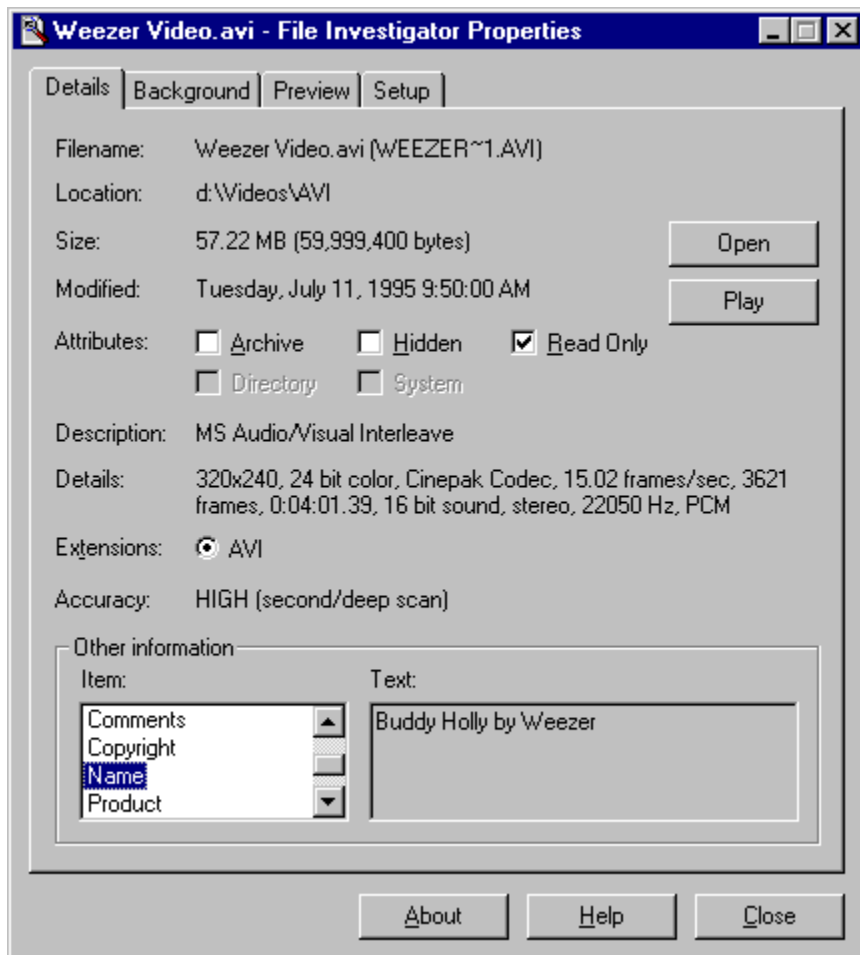 Weezer Video.avi - File Investigator Properties
Details Background Preview Setup
Filename: Weezer Video.avi (WEEZER~1.AVI)
Location: d:\Videos\AVI
Size: 57.22 MB (59,999,400 bytes)
Open
Modified: Tuesday, July 11, 1995 9:50:00 AM
Play
Attributes: Archive Hidden Read Only
Directory System
Description: MS Audio/Visual Interleave
Details: 320x240, 24 bit color, Cinepak Codec, 15.02 frames/sec, 3621
frames, 0:04:01.39, 16 bit sound, stereo, 22050 Hz, PCM
Extensions: AVI
Accuracy: HIGH (second/deep scan)
Other information
Item: Text:
Comments Buddy Holly by Weezer
Copyright
Name
Product
About Help Close